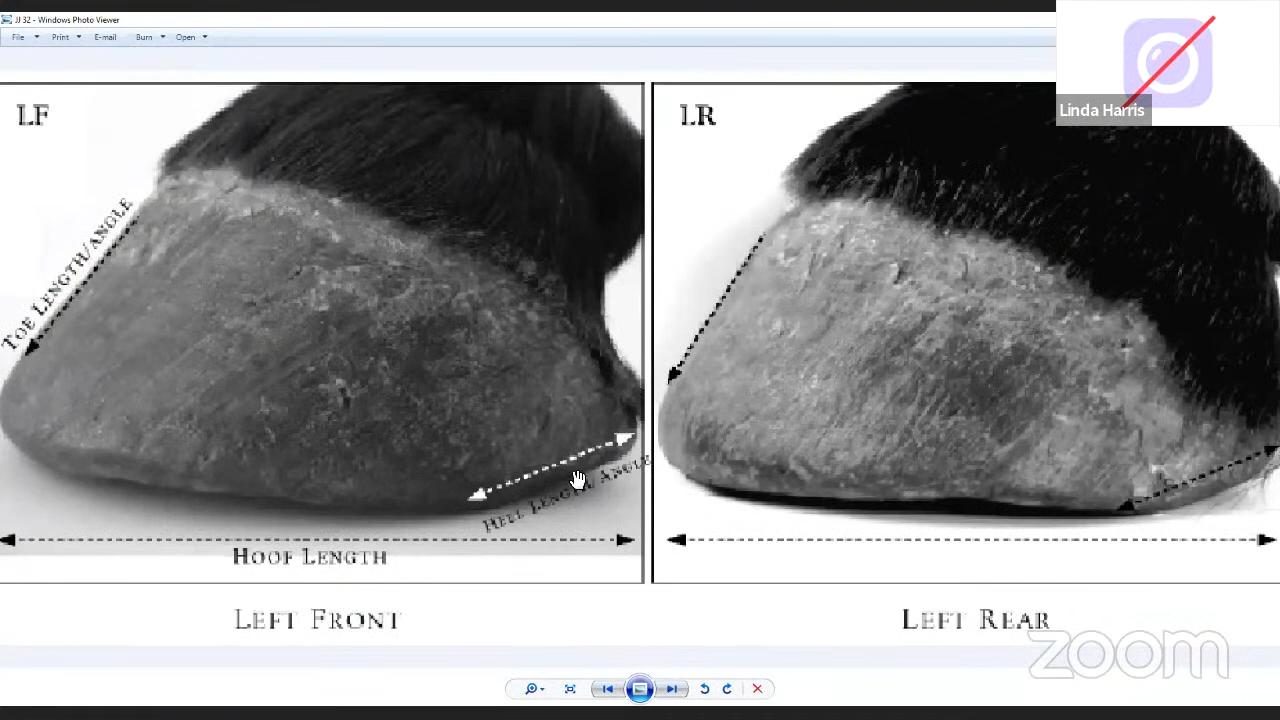 JJ 32 - Windows Photo Viewer
File Print E-mail Burn Open
Linda Harris
LF
LR
TOE LENGTH/ANGLE
HEEL LENGTH/ANGLE
HOOF LENGTH
LEFT FRONT
LEFT REAR
zoom